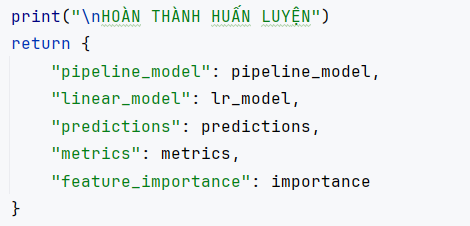 print("\nHOÀN THÀNH HUẤN LUYỆN")
return {
    "pipeline_model": pipeline_model,
    "linear_model": lr_model,
    "predictions": predictions,
    "metrics": metrics,
    "feature_importance": importance
}